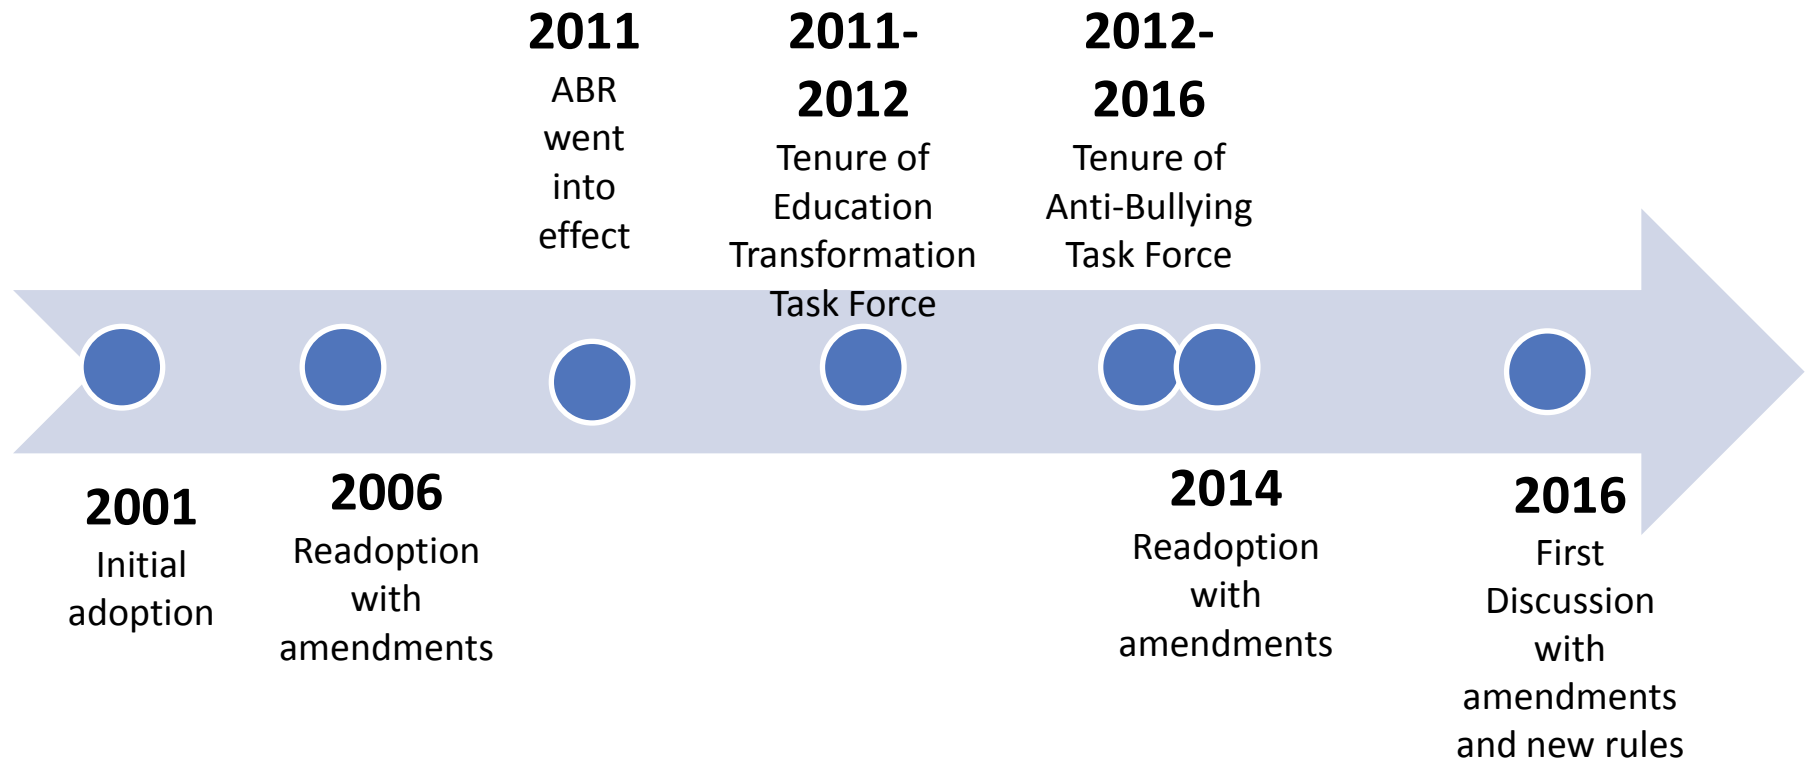 2011
ABR
went
into
effect
2011-
2012
Tenure of
Education
Transformation
Task Force
2012-
2016
Tenure of
Anti-Bullying
Task Force
2001
Initial
adoption
2006
Readoption
with
amendments
2014
Readoption
with
amendments
2016
First
Discussion
with
amendments
and new rules